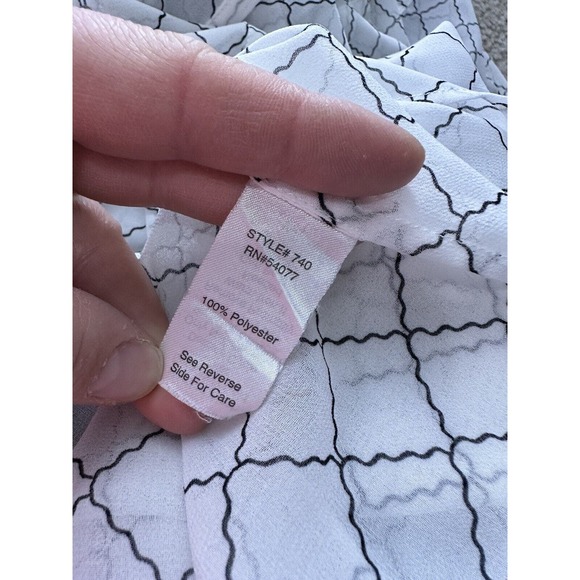 STYLE# 740
RN#54077
100% Polyester
See Reverse
Side For Care